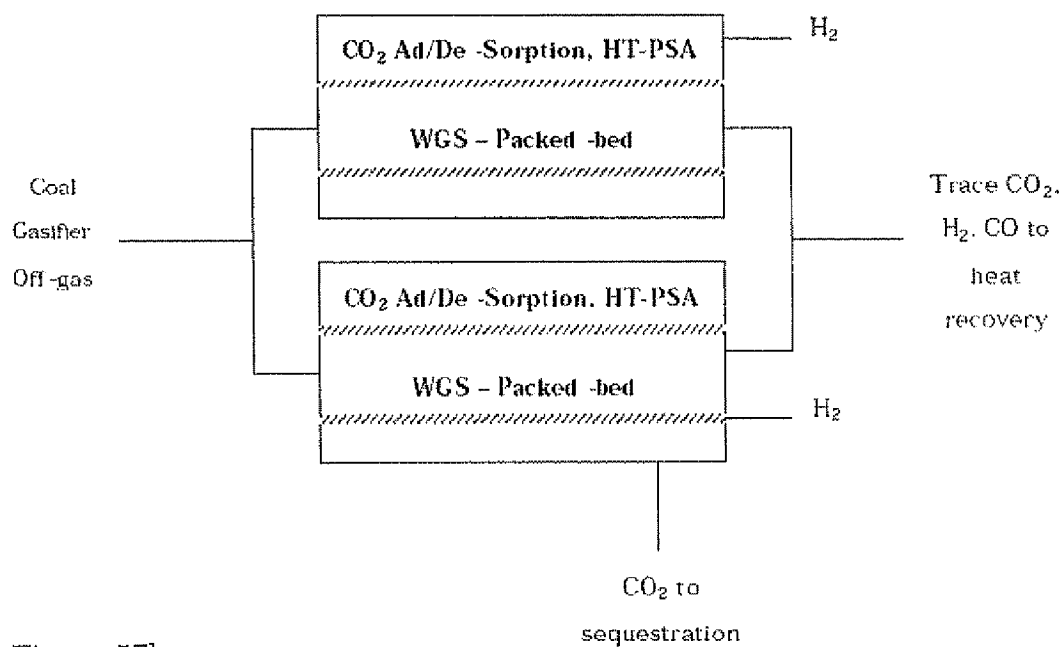 H₂
CO₂ Ad/De -Sorption, HT-PSA
WGS – Packed -bed
Coal
Gasifier
Off -gas
Trace CO₂.
H₂. CO to
heat
recovery
CO₂ Ad/De -Sorption. HT-PSA
WGS – Packed -bed
H₂
CO₂ to
sequestration